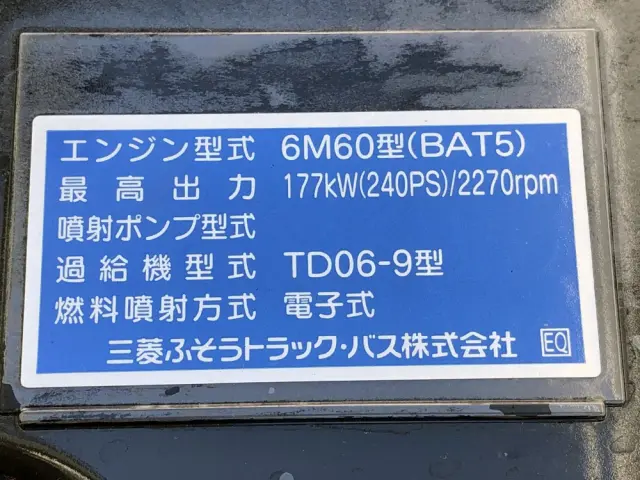 エンジン型式 6M60型(BAT5)
最高出力 177kW(240PS)/2270rpm
噴射ポンプ型式
過給機型式 TD06-9型
燃料噴射方式 電子式
三菱ふそうトラック・バス株式会社 EQ